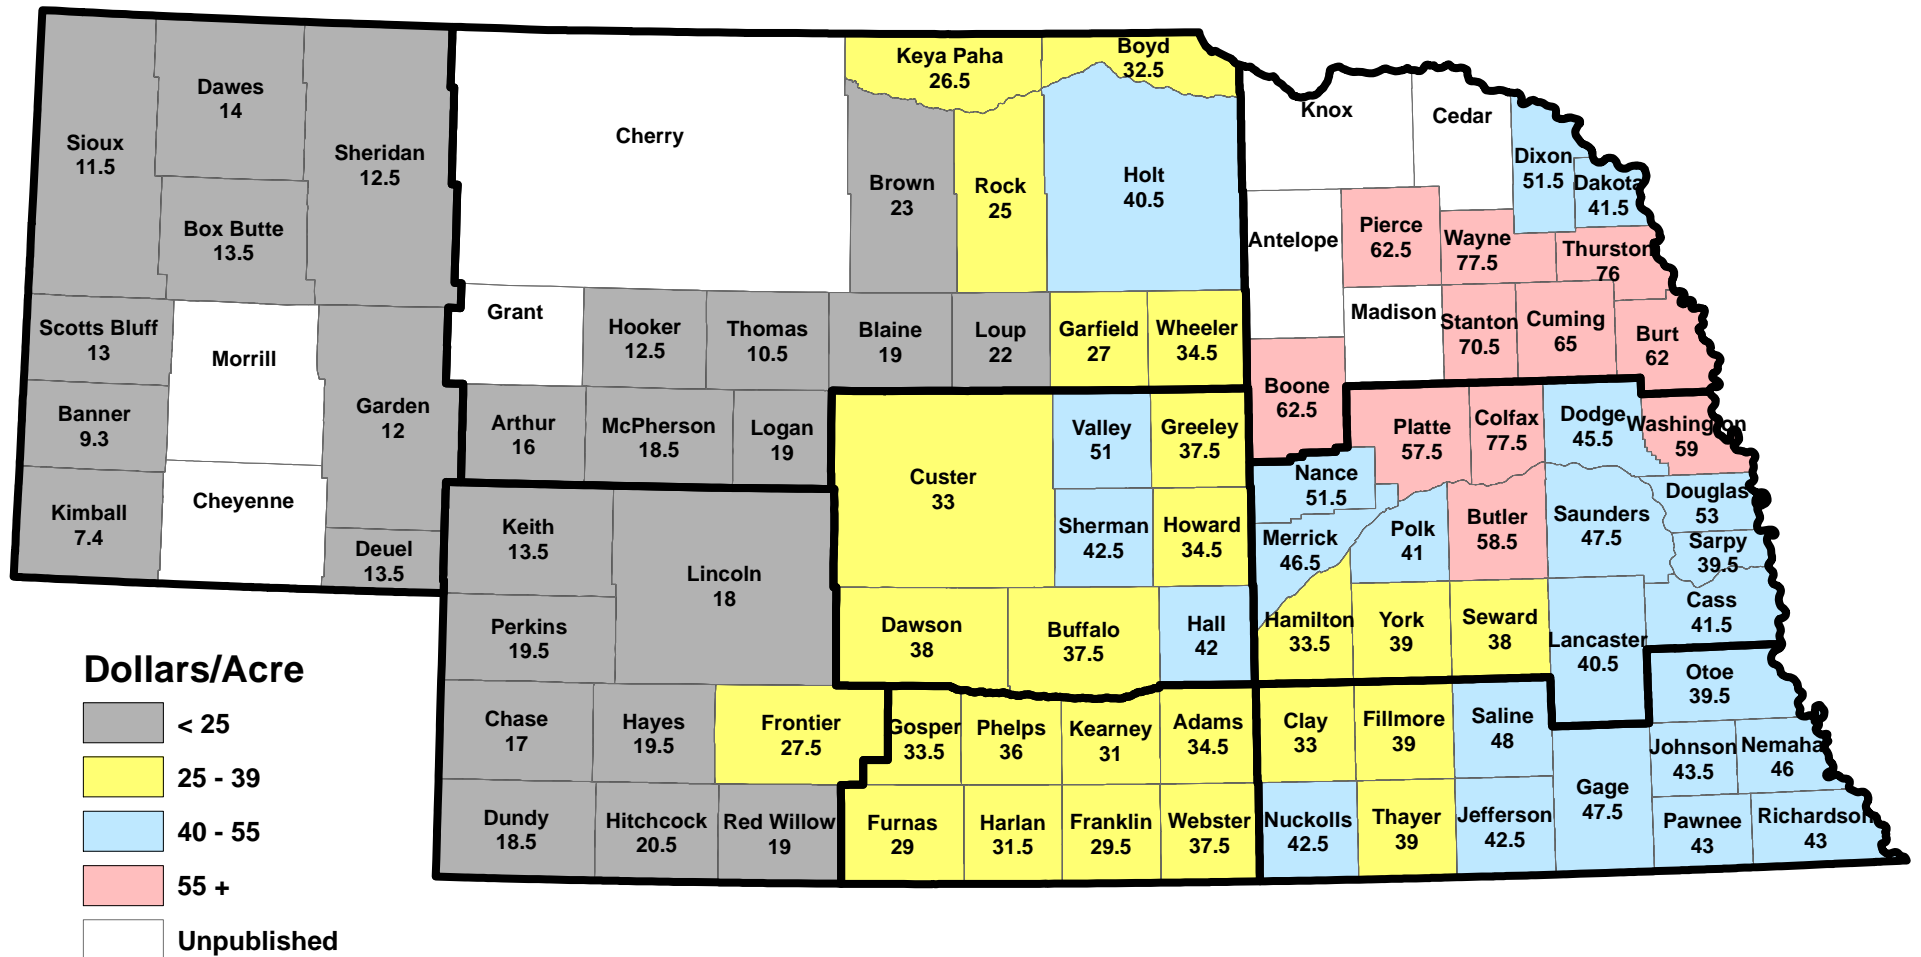 Keya Paha
26.5
Boyd
32.5
Dawes
14
Sioux
11.5
Sheridan
12.5
Cherry
Brown
23
Rock
25
Holt
40.5
Knox
Cedar
Dixon
51.5
Dakota
41.5
Box Butte
13.5
Antelope
Pierce
62.5
Wayne
77.5
Thurston
76
Scotts Bluff
13
Morrill
Grant
Hooker
12.5
Thomas
10.5
Blaine
19
Loup
22
Garfield
27
Wheeler
34.5
Madison
Stanton
70.5
Cuming
65
Burt
62
Banner
9.3
Garden
12
Arthur
16
McPherson
18.5
Logan
19
Boone
62.5
Custer
33
Valley
51
Greeley
37.5
Platte
57.5
Colfax
77.5
Dodge
45.5
Washington
59
Kimball
7.4
Cheyenne
Deuel
13.5
Keith
13.5
Lincoln
18
Sherman
42.5
Howard
34.5
Nance
51.5
Merrick
46.5
Polk
41
Butler
58.5
Saunders
47.5
Douglas
53
Sarpy
39.5
Perkins
19.5
Dawson
38
Buffalo
37.5
Hall
42
Hamilton
33.5
York
39
Seward
38
Lancaster
40.5
Cass
41.5
Otoe
39.5
Chase
17
Hayes
19.5
Frontier
27.5
Gosper
33.5
Phelps
36
Kearney
31
Adams
34.5
Clay
33
Fillmore
39
Saline
48
Johnson
43.5
Nemaha
46
Dundy
18.5
Hitchcock
20.5
Red Willow
19
Furnas
29
Harlan
31.5
Franklin
29.5
Webster
37.5
Nuckolls
42.5
Thayer
39
Jefferson
42.5
Gage
47.5
Pawnee
43
Richardson
43
Dollars/Acre
< 25
25 - 39
40 - 55
55 +
Unpublished